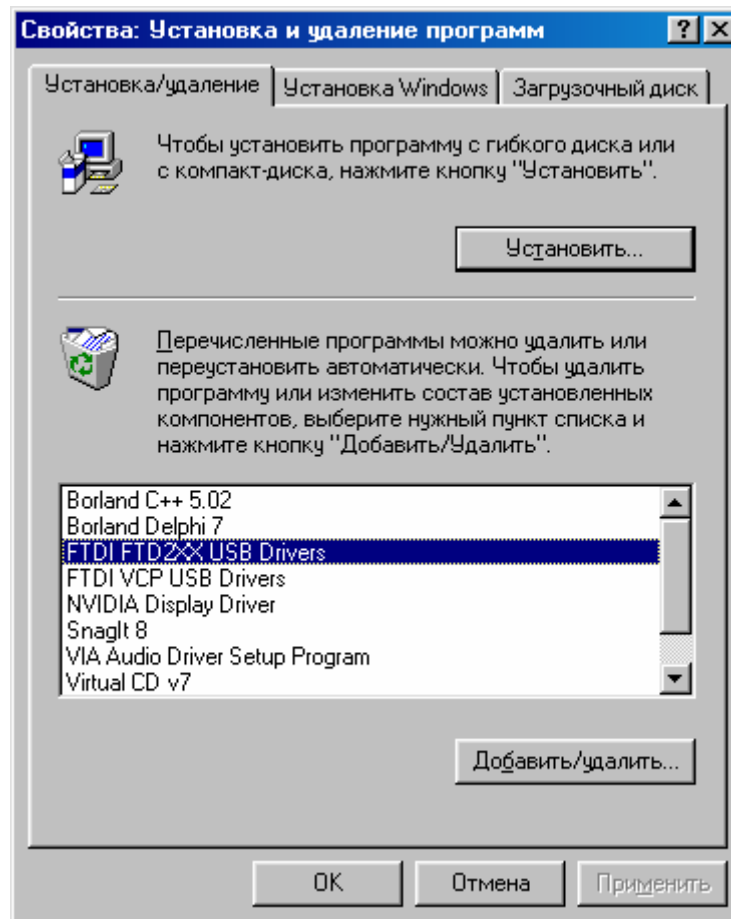 Свойства: Установка и удаление программ
Установка/удаление
Установка Windows
Загрузочный диск
Чтобы установить программу с гибкого диска или
с компакт-диска, нажмите кнопку "Установить".
Установить...
Перечисленные программы можно удалить или
переустановить автоматически. Чтобы удалить
программу или изменить состав установленных
компонентов, выберите нужный пункт списка и
нажмите кнопку "Добавить/Удалить".
Borland C++ 5.02
Borland Delphi 7
FTDI FTD2XX USB Drivers
FTDI VCP USB Drivers
NVIDIA Display Driver
SnagIt 8
VIA Audio Driver Setup Program
Virtual CD v7
Добавить/удалить...
OK
Отмена
Применить